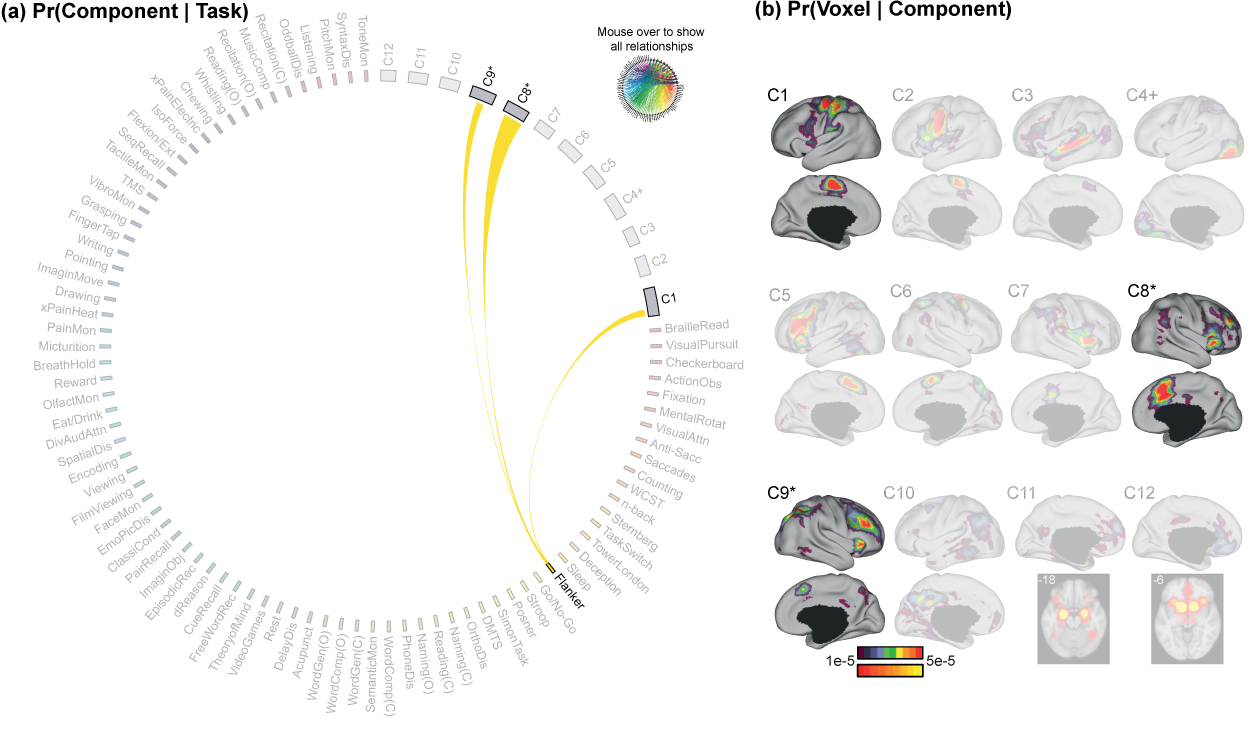 (a) Pr(Component | Task)
(b) Pr(Voxel | Component)
Mouse over to show
all relationships
C12
C11
C10
C9*
C8*
C7
C6
C5
C4+
C3
C2
C1
BrailleRead
VisualPursuit
Checkerboard
ActionObs
Fixation
MentalRotat
VisualAttn
Anti-Sacc
Saccades
Counting
WCST
n-back
Sternberg
TaskSwitch
TowerLondon
Deception
Sleep
Flanker
Go/No-Go
Stroop
Posner
SimonTask
DMTS
OrthoDis
Naming(C)
Reading(C)
Naming(O)
PhoneDis
WordComp(C)
SemanticMon
WordGen(C)
WordComp(O)
WordGen(O)
Acupunct
DelayDis
Rest
VideoGames
TheoryofMind
FreeWordRec
CueRecall
dReason
EpisodicRec
ImaginObj
PairRecall
ClassiCond
EmoPicDis
FaceMon
FilmViewing
Viewing
Encoding
SpatialDis
DivAudAttn
Eat/Drink
OlfactMon
Reward
BreathHold
Micturition
PainMon
xPainHeat
Drawing
ImaginMove
Pointing
Writing
FingerTap
Grasping
VibroMon
TMS
TactileMon
SeqRecall
Flexion/Ext
IsoForce
xPainElectric
Chewing
Whistling
Reading(O)
Recitation(O)
MusicComp
Recitation(C)
OddballDis
Listening
PitchMon
SyntaxDis
ToneMon
C1
C2
C3
C4+
C5
C6
C7
C8*
C9*
C10
C11
C12
-18
-6
1e-5
5e-5